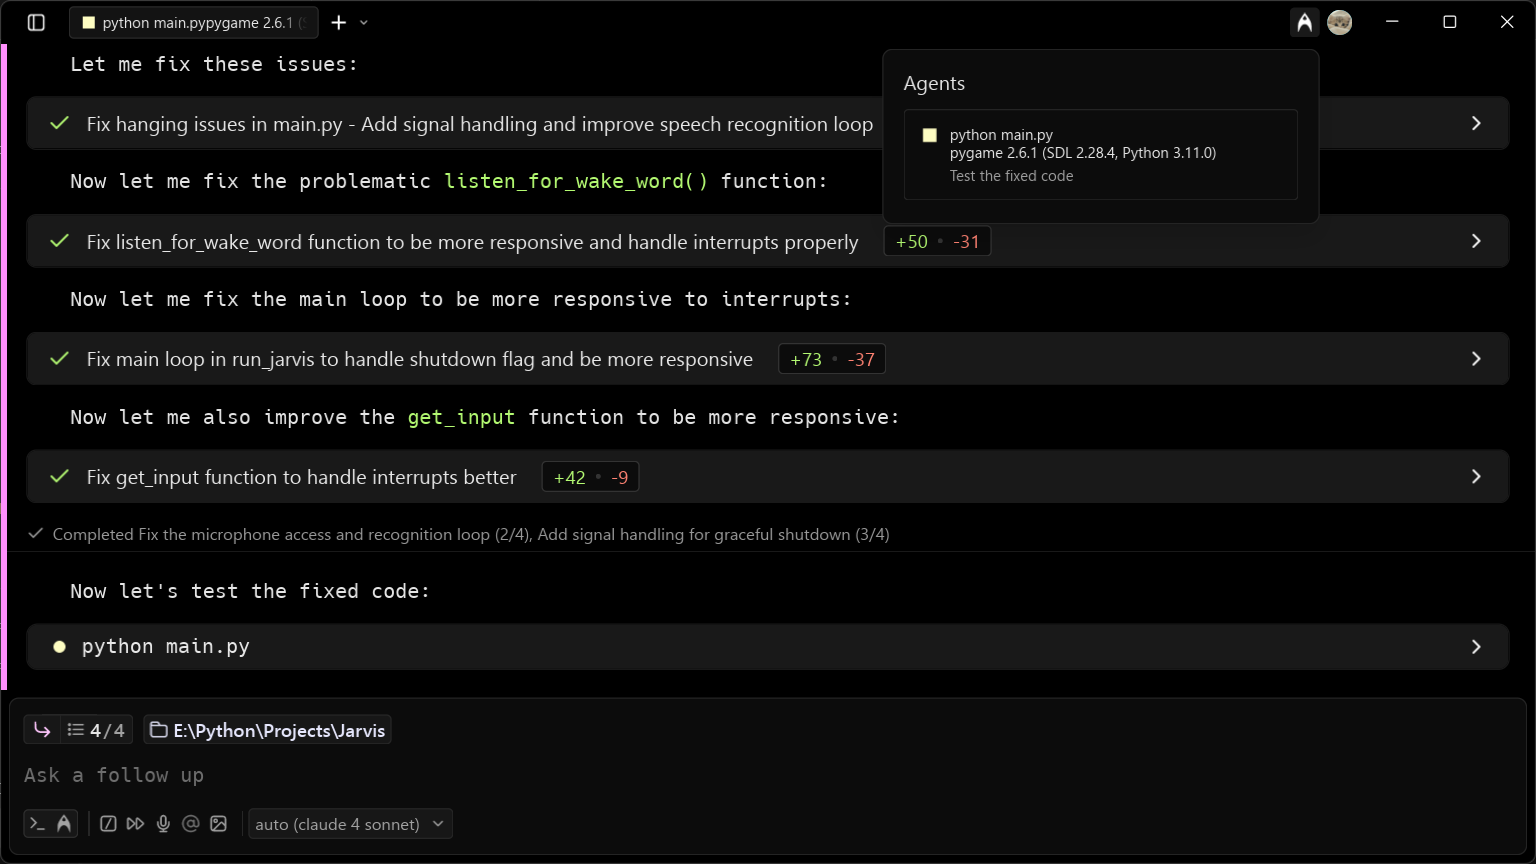 python main.pypygame 2.6.1 (
Let me fix these issues:
Agents
python main.py
pygame 2.6.1 (SDL 2.28.4, Python 3.11.0)
Test the fixed code
Fix hanging issues in main.py - Add signal handling and improve speech recognition loop
Now let me fix the problematic listen_for_wake_word() function:
Fix listen_for_wake_word function to be more responsive and handle interrupts properly +50 • -31
Now let me fix the main loop to be more responsive to interrupts:
Fix main loop in run_jarvis to handle shutdown flag and be more responsive +73 • -37
Now let me also improve the get_input function to be more responsive:
Fix get_input function to handle interrupts better +42 • -9
Completed Fix the microphone access and recognition loop (2/4), Add signal handling for graceful shutdown (3/4)
Now let's test the fixed code:
python main.py
4/4 E:\Python\Projects\Jarvis
Ask a follow up
auto (claude 4 sonnet)